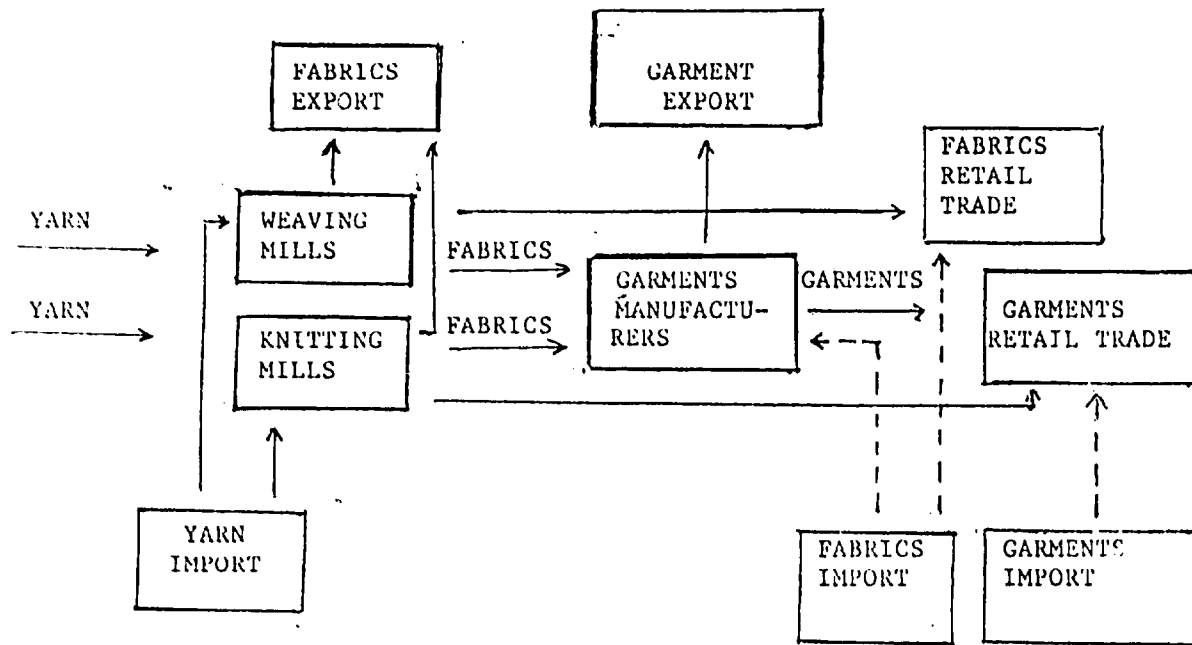 FABRICS
EXPORT
GARMENT
EXPORT
FABRICS
RETAIL
TRADE
YARN
WEAVING
MILLS
FABRICS
GARMENTS
MANUFACTU-
RERS
GARMENTS
GARMENTS
RETAIL TRADE
YARN
KNITTING
MILLS
FABRICS
YARN
IMPORT
FABRICS
IMPORT
GARMENTS
IMPORT